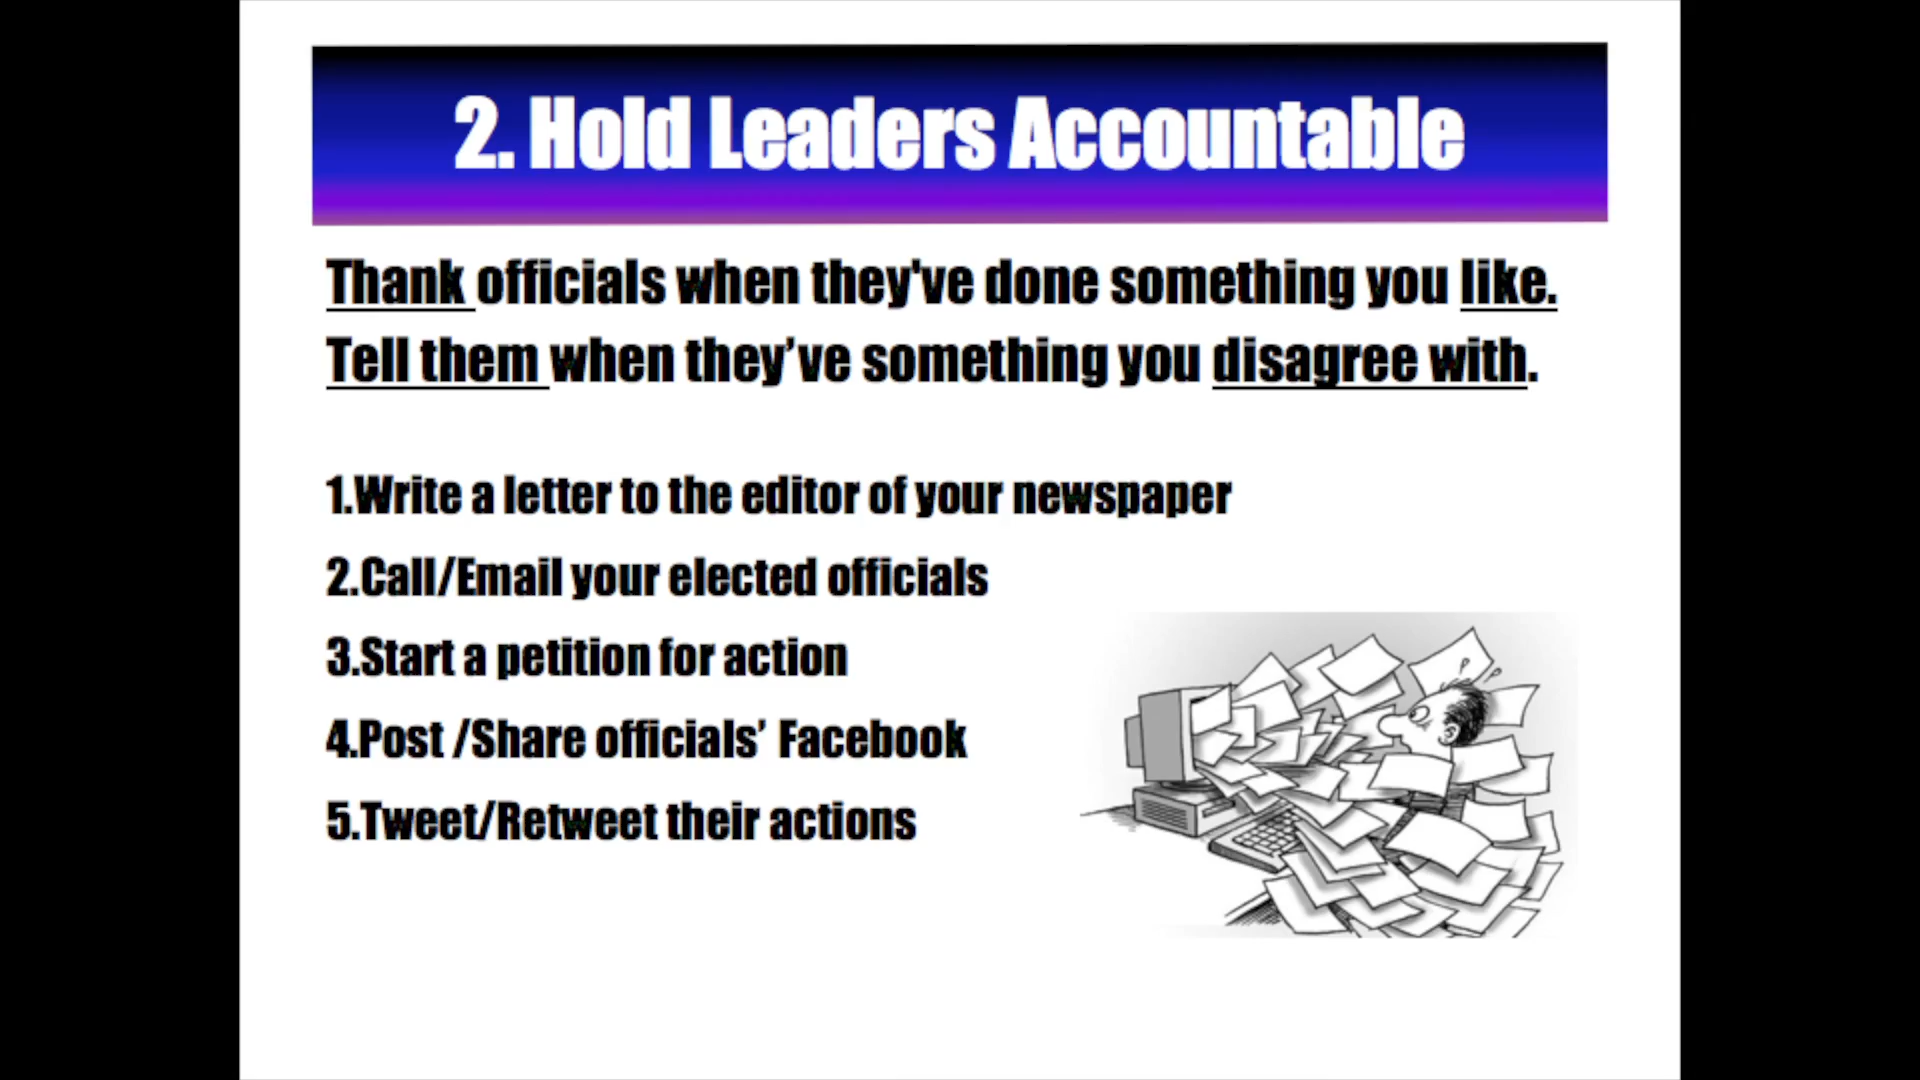 2. Hold Leaders Accountable
Thank officials when they've done something you like.
Tell them when they’ve something you disagree with.
1.Write a letter to the editor of your newspaper
2.Call/Email your elected officials
3.Start a petition for action
4.Post /Share officials’ Facebook
5.Tweet/Retweet their actions